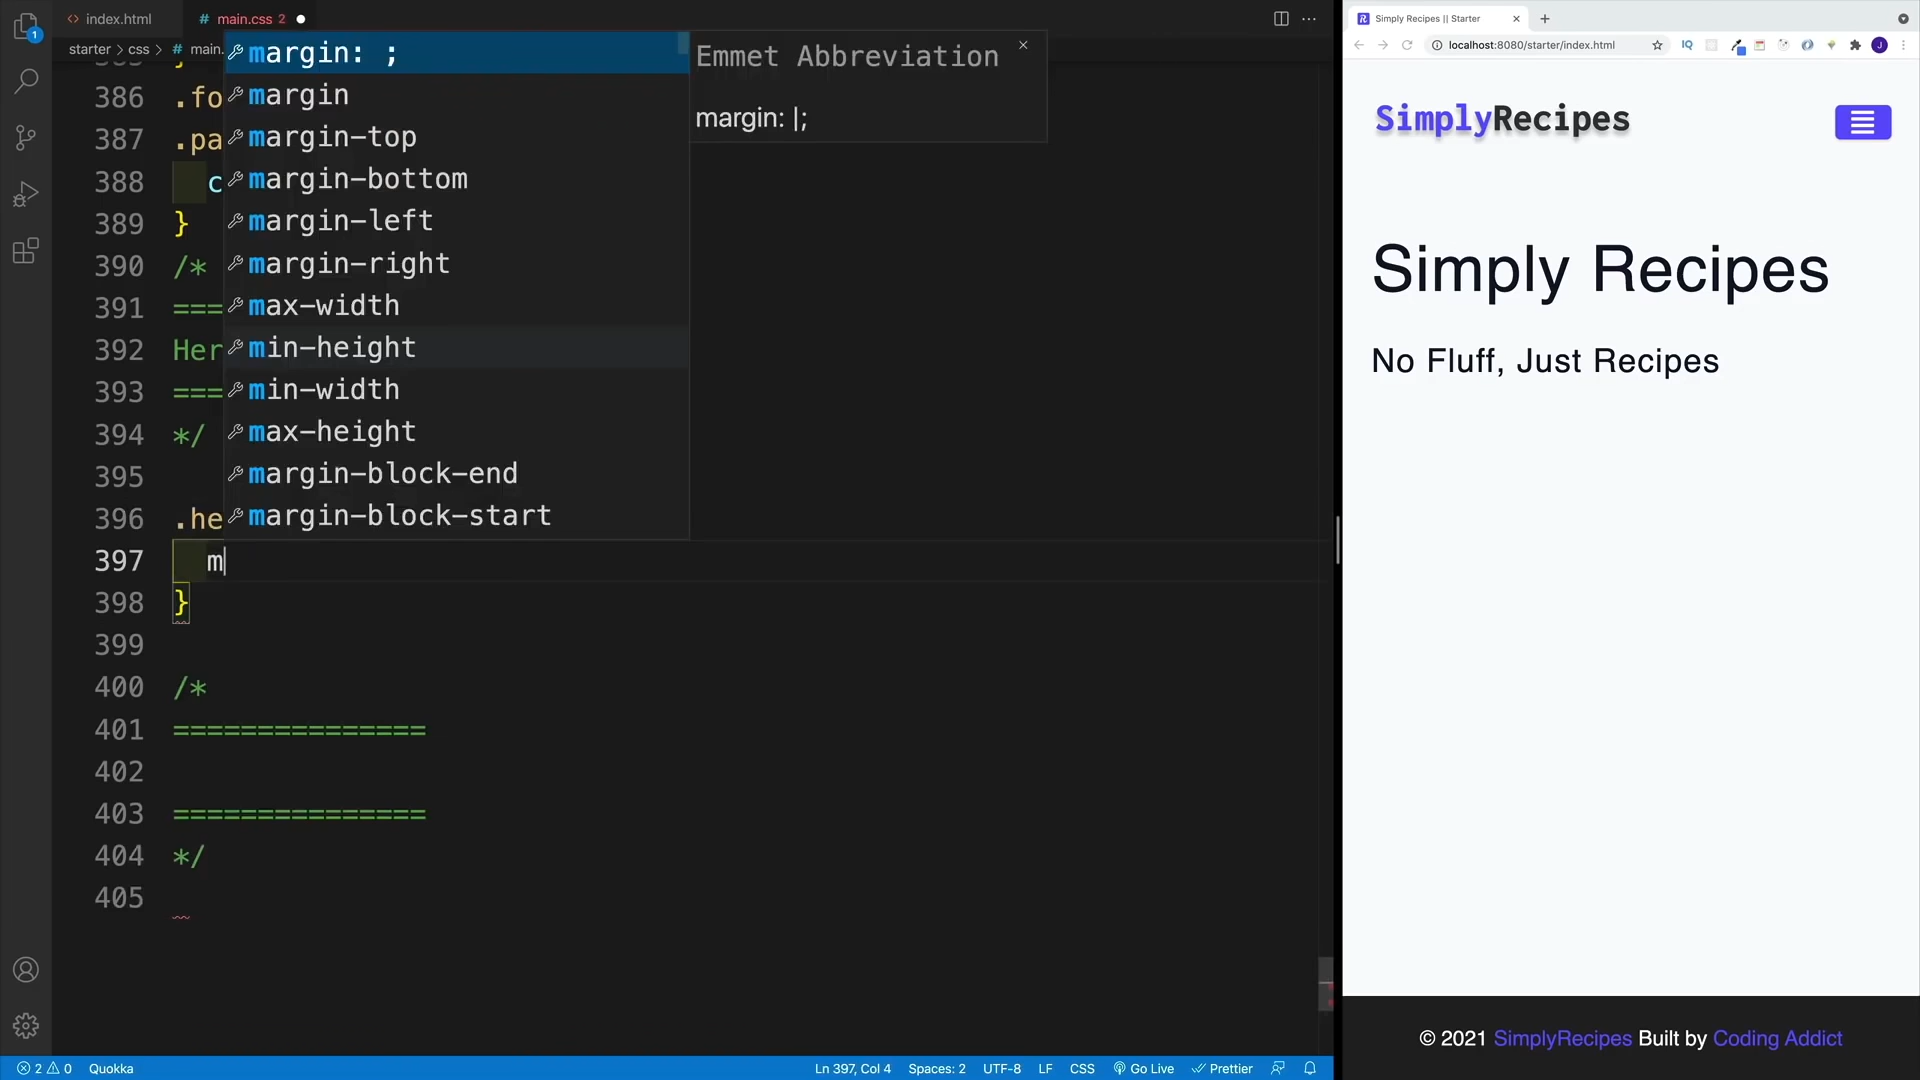 index.html
# main.css 2
starter > css > # main.
386 .fo
387 .pa
388 c
389 }
390 /*
391 ===
392 Her
393 ===
394 */
395
396 .he
397 m
398 }
399
400 /*
401 ===============
402
403 ===============
404 */
405
margin: ;
margin
margin-top
margin-bottom
margin-left
margin-right
max-width
min-height
min-width
max-height
margin-block-end
margin-block-start
Emmet Abbreviation
margin: |;
1
2 0 Quokka
Ln 397, Col 4 Spaces: 2 UTF-8 LF CSS Go Live Prettier
Simply Recipes || Starter
localhost:8080/starter/index.html
IQ
J
SimplyRecipes
Simply Recipes
No Fluff, Just Recipes
© 2021 SimplyRecipes Built by Coding Addict